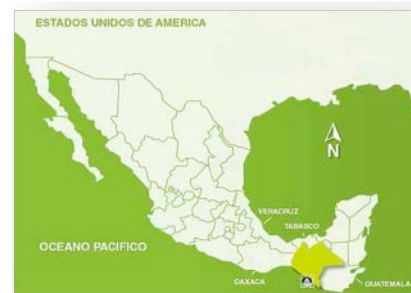 ESTADOS UNIDOS DE AMERICA
N
VERACRUZ
TABASCO
OCEANO PACIFICO
OAXACA
GUATEMALA